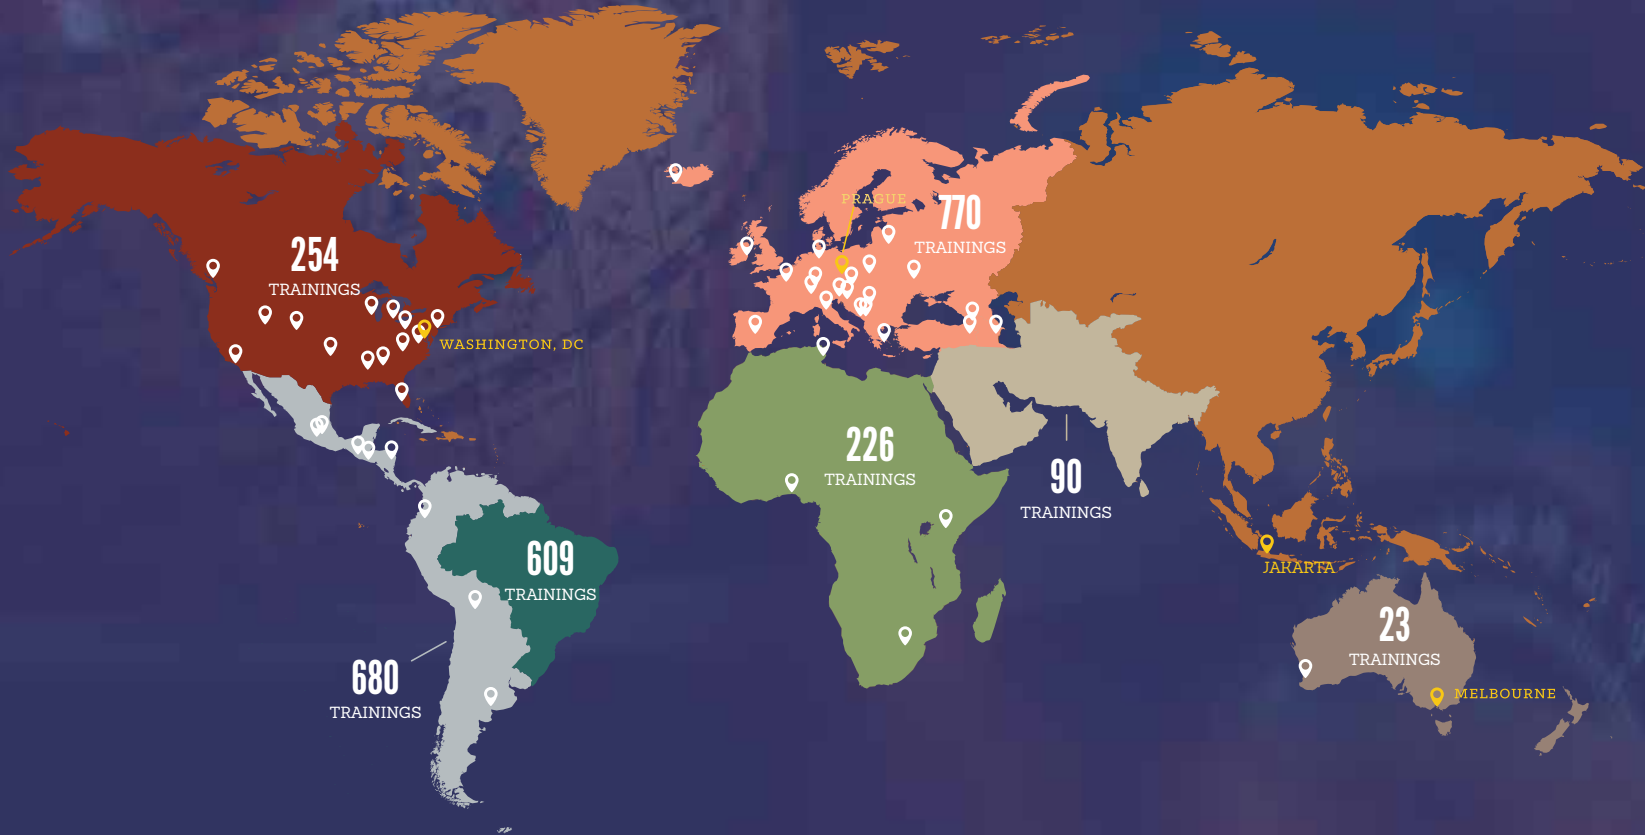 PRAGUE
770
TRAININGS
254
TRAININGS
WASHINGTON, DC
226
TRAININGS
90
TRAININGS
609
TRAININGS
JAKARTA
23
TRAININGS
680
TRAININGS
MELBOURNE